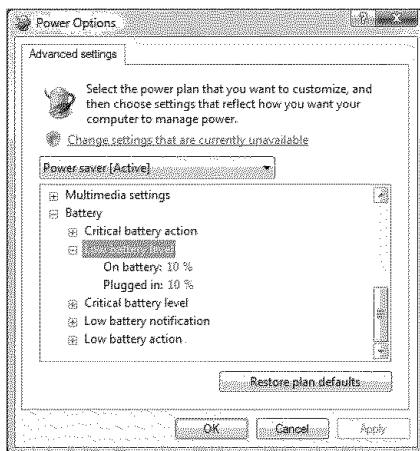 Power Options
Advanced settings
Select the power plan that you want to customize, and
then choose settings that reflect how you want your
computer to manage power.
Change settings that are currently unavailable
Power saver [Active]
Multimedia settings
Battery
Critical battery action
On battery: 10 %
Plugged in: 10 %
Critical battery level
Low battery notification
Low battery action
Restore plan defaults
OK
Cancel
Apply